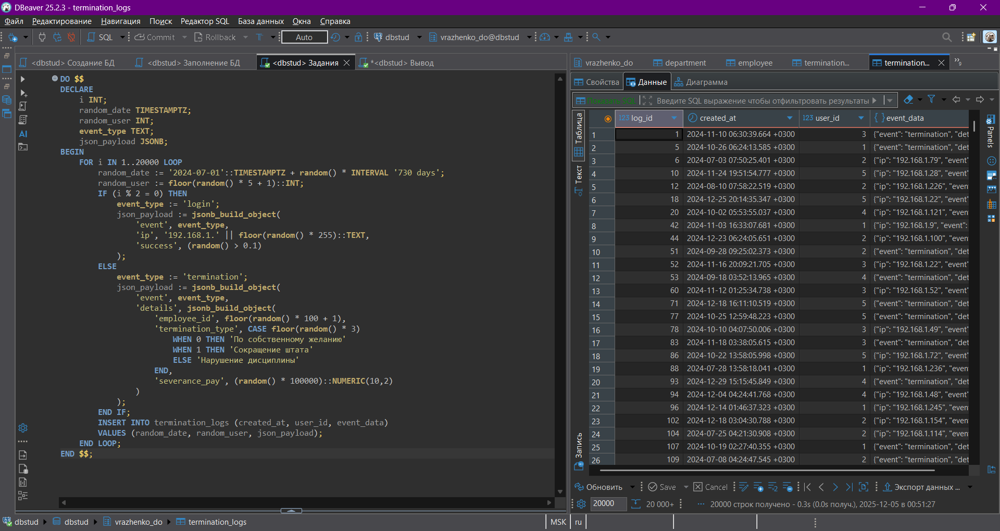 DBeaver 25.2.3 - termination_logs
Файл Редактирование Навигация Поиск Редактор SQL База данных Окна Справка
SQL Commit Rollback T Auto dbstud vrazhenko_do@dbstud
<dbstud> Создание БД <dbstud> Заполнение БД <dbstud> Задания *<dbstud> Вывод
DO $$
DECLARE
    i INT;
    random_date TIMESTAMPTZ;
    random_user INT;
    event_type TEXT;
    json_payload JSONB;
BEGIN
    FOR i IN 1..20000 LOOP
        random_date := '2024-07-01'::TIMESTAMPTZ + random() * INTERVAL '730 days';
        random_user := floor(random() * 5 + 1)::INT;
        IF (i % 2 = 0) THEN
            event_type := 'login';
            json_payload := jsonb_build_object(
                'event', event_type,
                'ip', '192.168.1.' || floor(random() * 255)::TEXT,
                'success', (random() > 0.1)
            );
        ELSE
            event_type := 'termination';
            json_payload := jsonb_build_object(
                'event', event_type,
                'details', jsonb_build_object(
                    'employee_id', floor(random() * 100 + 1),
                    'termination_type', CASE floor(random() * 3)
                        WHEN 0 THEN 'По собственному желанию'
                        WHEN 1 THEN 'Сокращение штата'
                        ELSE 'Нарушение дисциплины'
                    END,
                    'severance_pay', (random() * 100000)::NUMERIC(10,2)
                )
            );
        END IF;
        INSERT INTO termination_logs (created_at, user_id, event_data)
        VALUES (random_date, random_user, json_payload);
    END LOOP;
END $$;
AI
vrazhenko_do department employee termination... termination... »9
Свойства Данные Диаграмма
Показать SQL Введите SQL выражение чтобы отфильтровать результаты
Таблица
Текст
Запись
Panels
123 log_id created_at 123 user_id { } event_data
1 1 2024-11-10 06:30:39.664 +0300 3 {"event": "termination", "det
2 5 2024-10-26 06:24:13.585 +0300 1 {"event": "termination", "det
3 6 2024-07-03 07:50:25.401 +0300 2 {"ip": "192.168.1.79", "event
4 10 2024-11-24 19:51:54.777 +0300 5 {"ip": "192.168.1.28", "event
5 12 2024-08-10 07:58:22.519 +0300 2 {"ip": "192.168.1.226", "even
6 18 2024-12-25 20:14:35.347 +0300 5 {"ip": "192.168.1.22", "event
7 20 2024-10-02 05:53:55.037 +0300 4 {"ip": "192.168.1.121", "even
8 42 2024-11-03 16:33:07.681 +0300 1 {"ip": "192.168.1.9", "event":
9 44 2024-12-23 06:24:05.651 +0300 2 {"ip": "192.168.1.100", "even
10 51 2024-09-28 09:25:02.373 +0300 2 {"event": "termination", "det
11 52 2024-11-16 20:09:21.705 +0300 3 {"ip": "192.168.1.22", "event
12 53 2024-09-18 03:52:13.965 +0300 4 {"event": "termination", "det
13 60 2024-11-12 01:25:34.738 +0300 3 {"ip": "192.168.1.52", "event
14 71 2024-12-18 16:11:10.519 +0300 5 {"event": "termination", "det
15 77 2024-10-25 12:59:48.223 +0300 5 {"event": "termination", "det
16 78 2024-10-10 04:07:50.006 +0300 3 {"ip": "192.168.1.49", "event
17 83 2024-11-18 03:38:05.615 +0300 3 {"event": "termination", "det
18 86 2024-10-22 13:58:05.998 +0300 5 {"ip": "192.168.1.72", "event
19 88 2024-07-28 13:58:18.041 +0300 1 {"ip": "192.168.1.236", "even
20 93 2024-12-29 15:15:45.849 +0300 4 {"event": "termination", "det
21 94 2024-12-04 04:24:41.768 +0300 4 {"ip": "192.168.1.48", "event
22 96 2024-12-14 01:46:37.323 +0300 1 {"ip": "192.168.1.245", "even
23 102 2024-12-18 03:04:30.788 +0300 2 {"ip": "192.168.1.154", "even
24 104 2024-07-25 04:21:30.908 +0300 2 {"ip": "192.168.1.114", "even
25 107 2024-10-19 02:27:40.355 +0300 1 {"event": "termination", "det
26 109 2024-07-08 04:24:47.545 +0300 2 {"event": "termination", "det
Обновить Save Cancel Экспорт данных ...
20000 20 000+ 20000 строк получено - 0.3s (0.0s получ.), 2025-12-05 в 00:51:27
dbstud dbstud vrazhenko_do termination_logs MSK ru